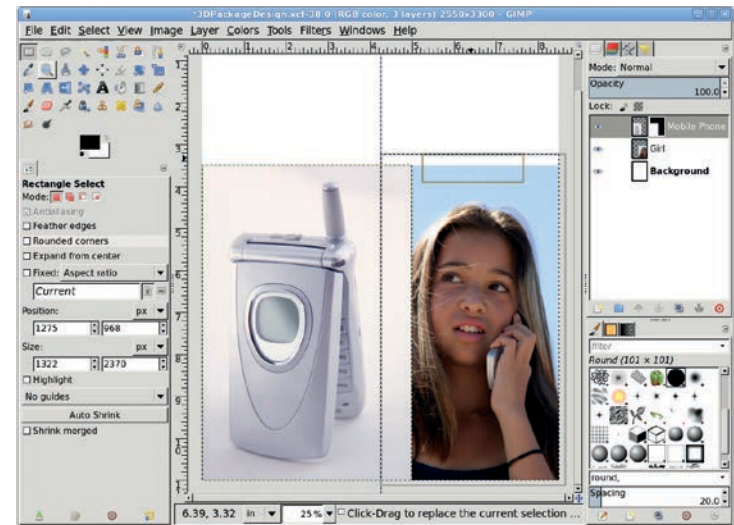 *3DPackageDesign.xcf-38.0 (RGB color, 3 layers) 2550x3300 – GIMP
File Edit Select View Image Layer Colors Tools Filters Windows Help
Mode: Normal
Opacity
100.0
Lock:
Mobile Phone
Girl
Background
Rectangle Select
Mode:
Antialiasing
Feather edges
Rounded corners
Expand from center
Fixed: Aspect ratio
Current
Position:
px
1275
968
Size:
px
1322
2370
Highlight
No guides
Auto Shrink
Shrink merged
filter
Round (101 × 101)
round,
Spacing
20.0
6.39, 3.32 in 25% Click-Drag to replace the current selection ...